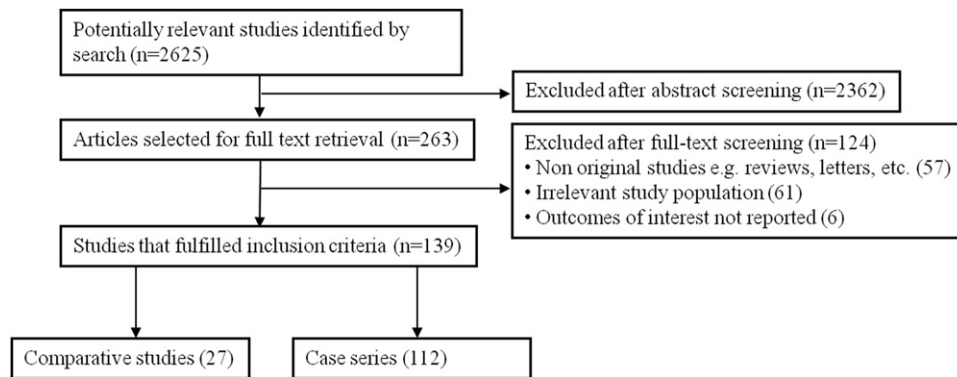 Potentially relevant studies identified by
search (n=2625)
Excluded after abstract screening (n=2362)
Articles selected for full text retrieval (n=263)
Excluded after full-text screening (n=124)
• Non original studies e.g. reviews, letters, etc. (57)
• Irrelevant study population (61)
• Outcomes of interest not reported (6)
Studies that fulfilled inclusion criteria (n=139)
Comparative studies (27)
Case series (112)